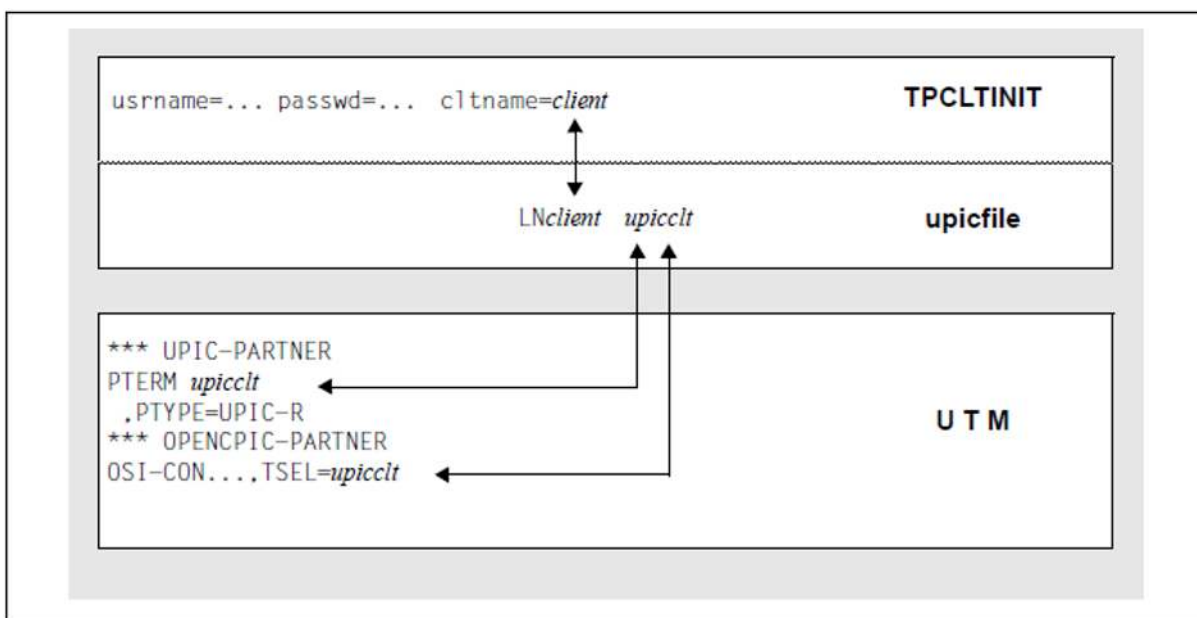 usrname=... passwd=... cltname=client TPCLTINIT
LNclient upicclt upicfile
*** UPIC-PARTNER
PTERM upicclt
.PTYPE=UPIC-R
*** OPENCPIC-PARTNER
OSI-CON...,TSEL=upicclt
U T M